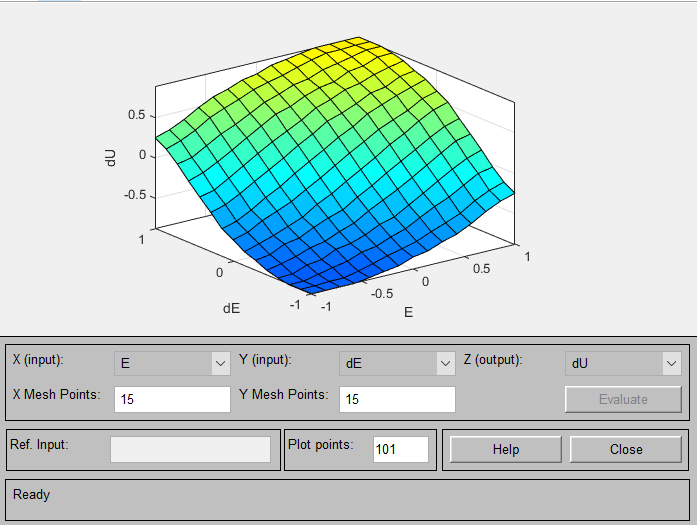 dU
0.5
0
-0.5
1
0
-1
dE
-1
-0.5
0
0.5
1
E
X (input): E Y (input): dE Z (output): dU
X Mesh Points: 15 Y Mesh Points: 15 Evaluate
Ref. Input: Plot points: 101 Help Close
Ready